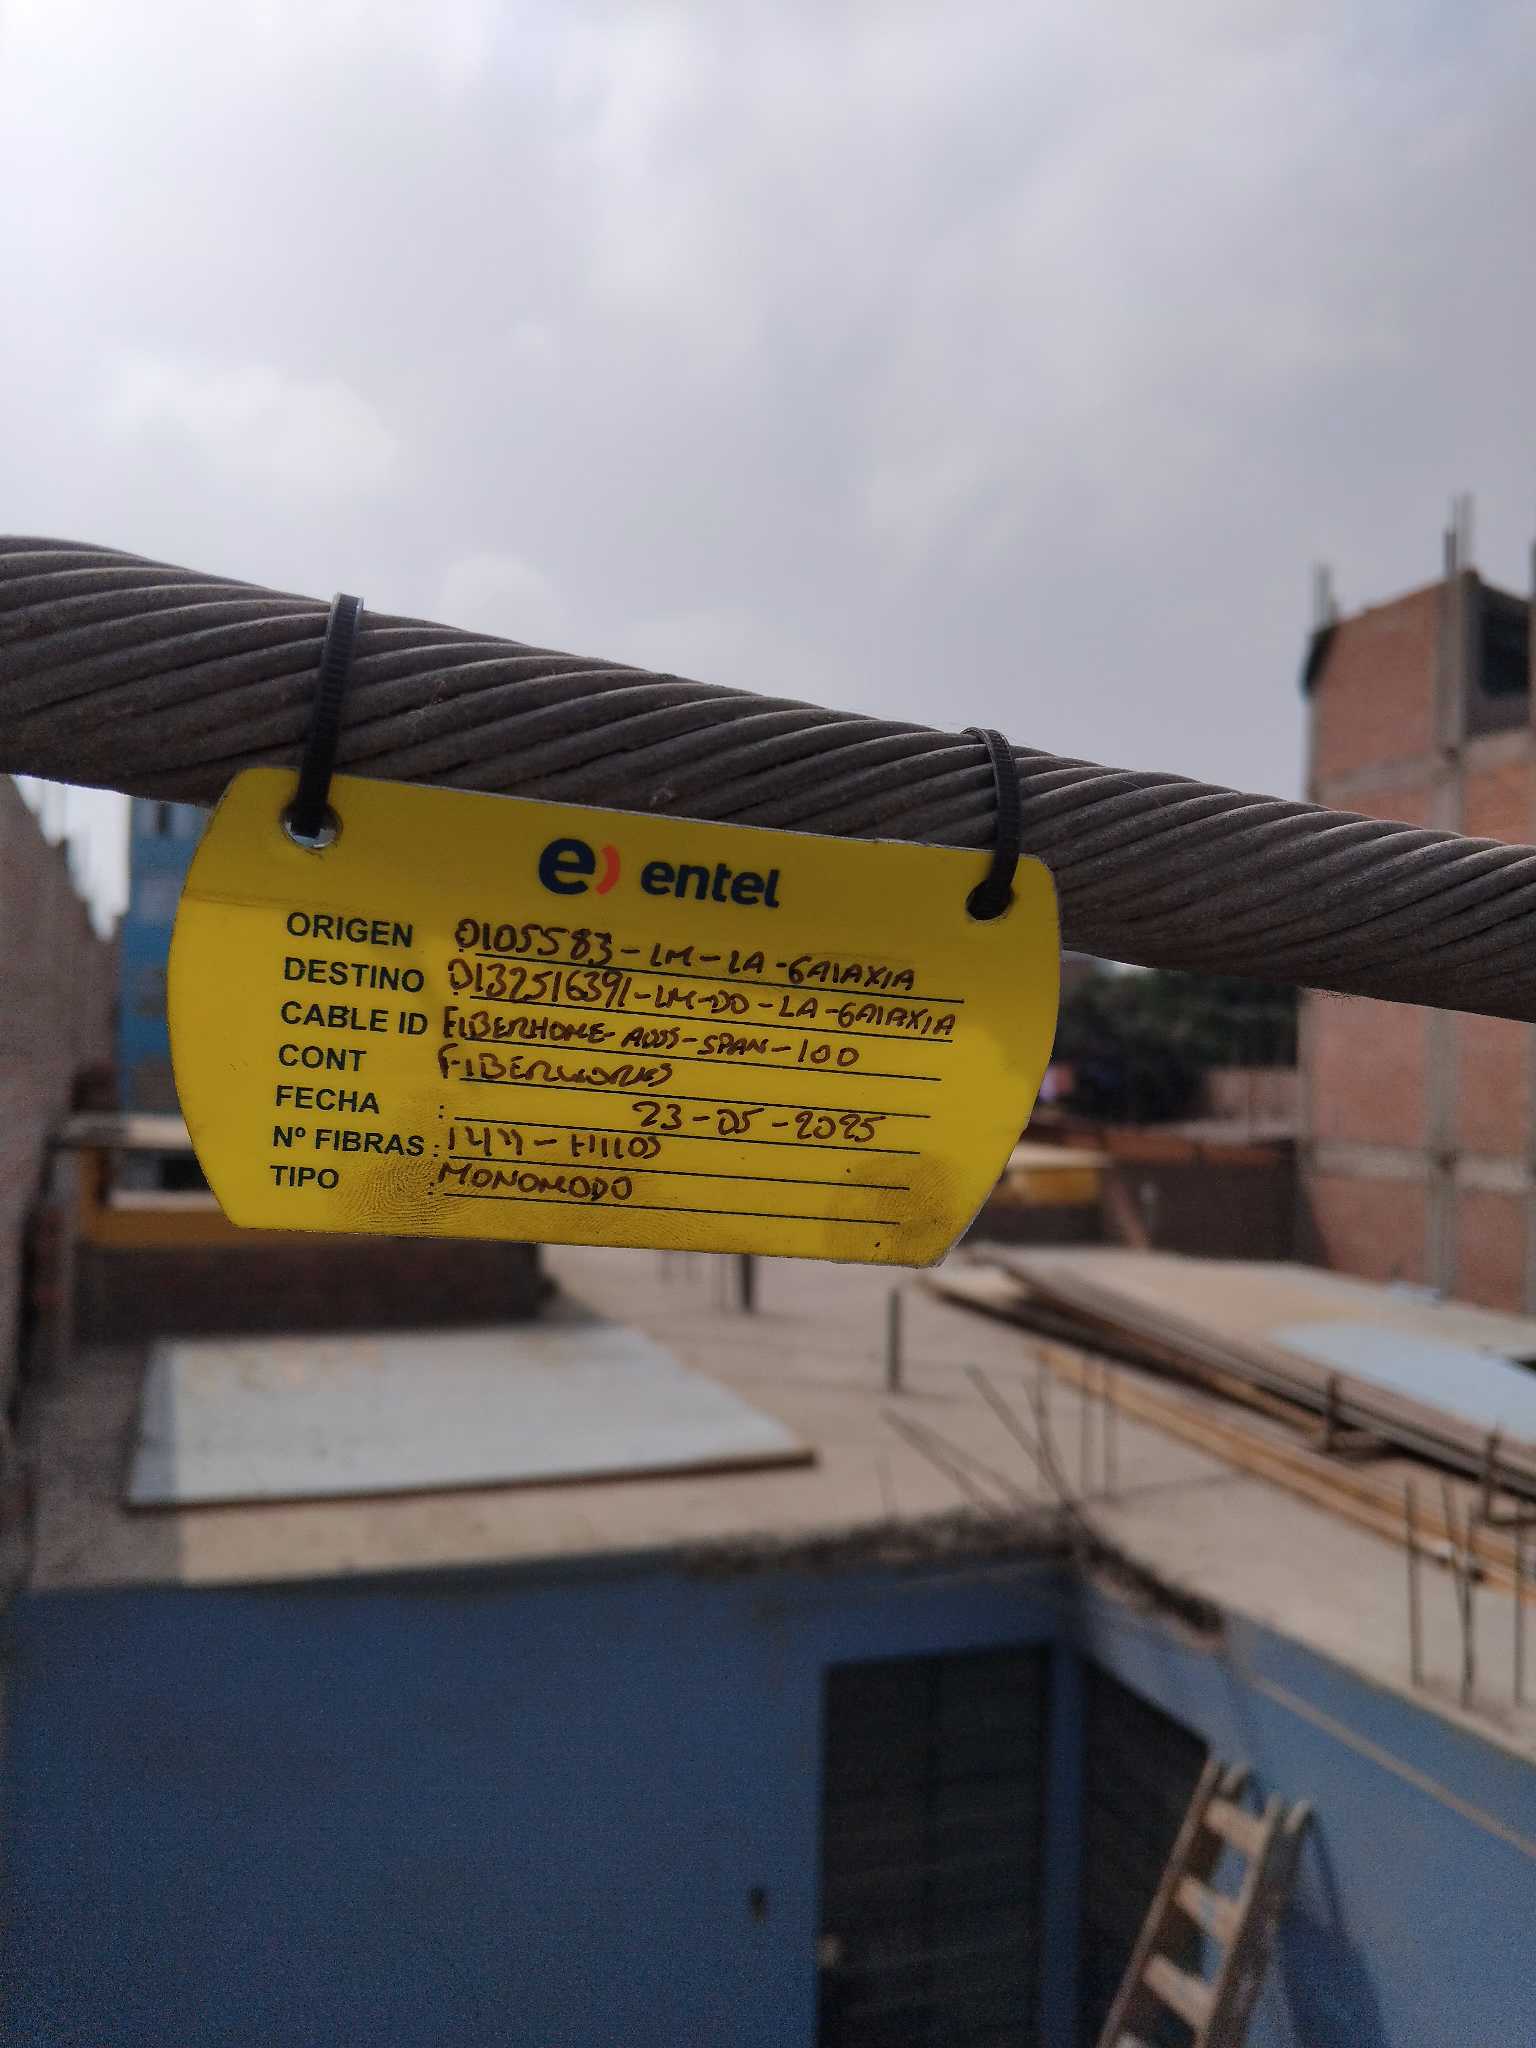 e) entel
ORIGEN 0105583-LM-LA-GALAXIA
DESTINO 0132516391-LM-DO-LA-GALAXIA
CABLE ID FIBERHOME-ADSS-SPAN-100
CONT FIBERWORKS
FECHA : 23-05-2025
Nº FIBRAS: 144-HILOS
TIPO : MONOMODO